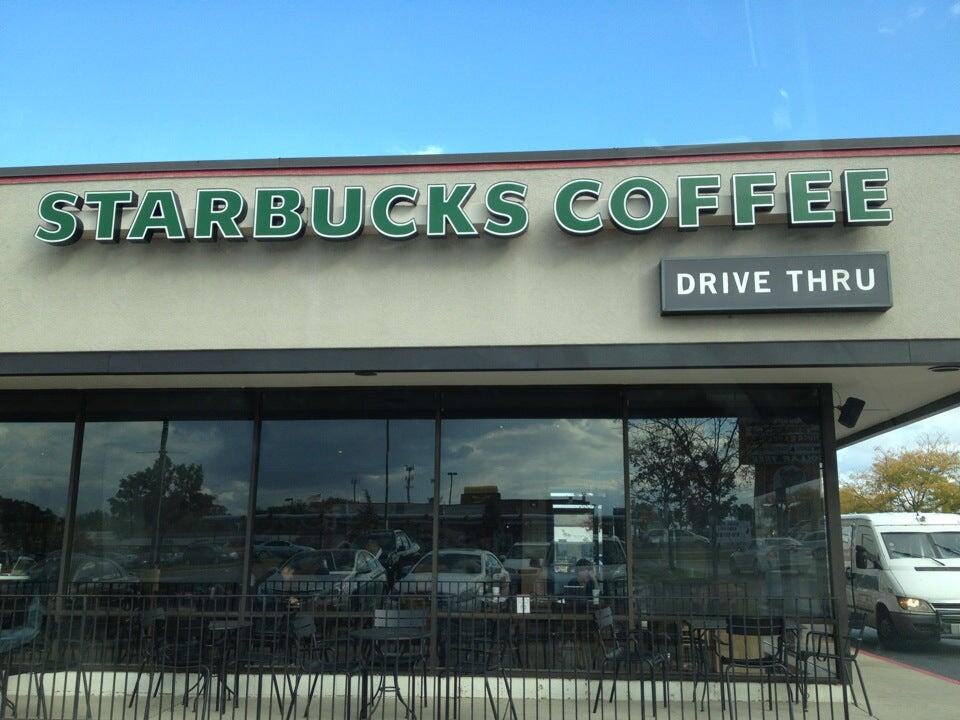 STARBUCKS COFFEE
DRIVE THRU